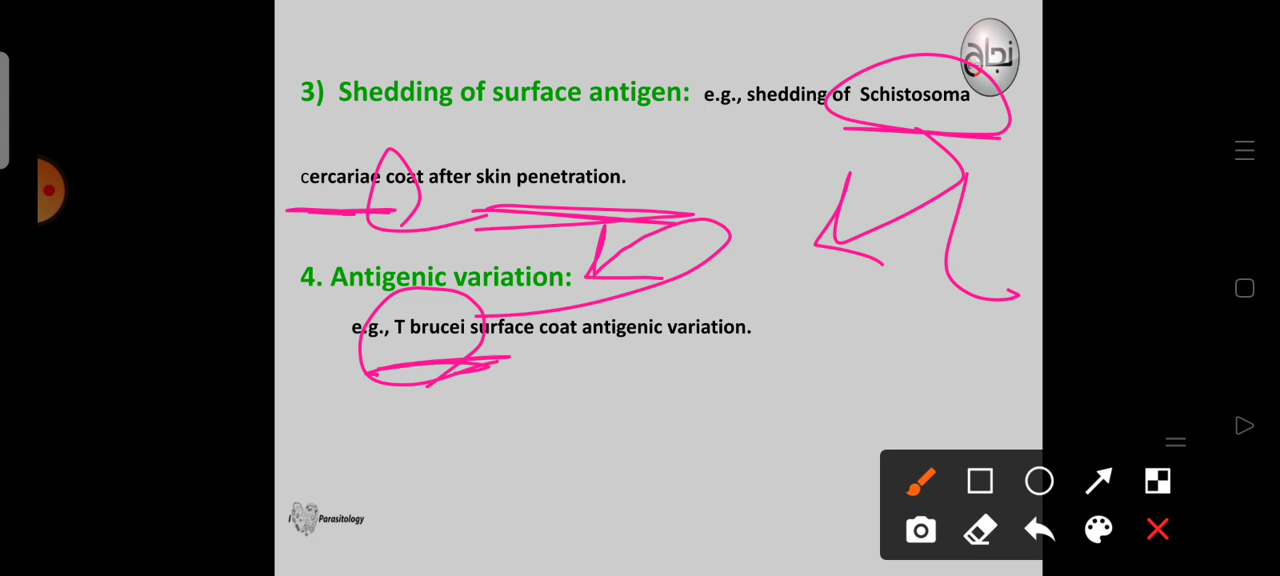 3) Shedding of surface antigen: e.g., shedding of Schistosoma
cercariae coat after skin penetration.
4. Antigenic variation:
e.g., T brucei surface coat antigenic variation.
I Parasitology